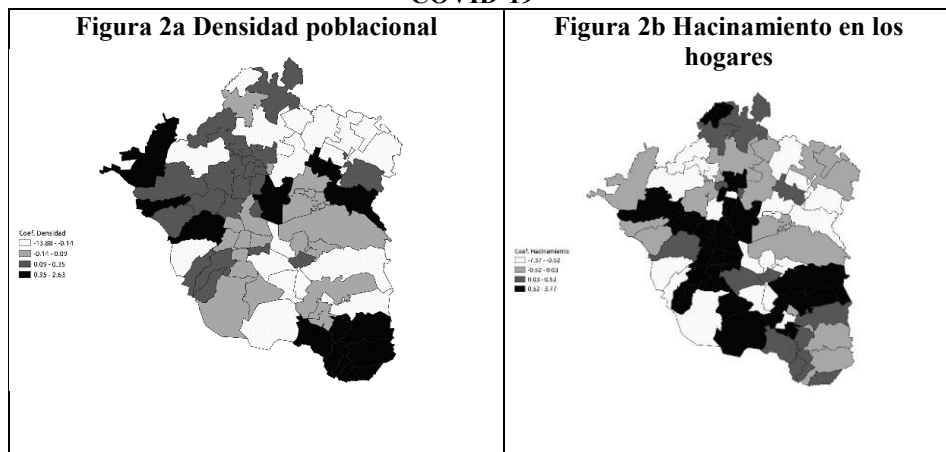 COVID-19
Figura 2a Densidad poblacional
Coef. Densidad
-13.88 - -0.14
-0.14 - 0.09
0.09 - 0.35
0.35 - 2.63
Figura 2b Hacinamiento en los
hogares
Coef. Hacinamiento
-7.37 - -0.52
-0.52 - 0.03
0.03 - 0.52
0.52 - 3.77